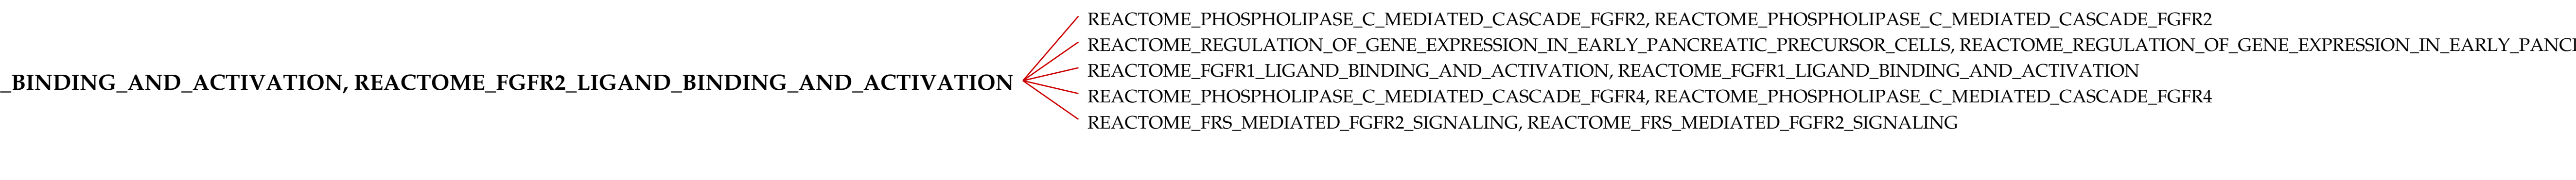 REACTOME_PHOSPHOLIPASE_C_MEDIATED_CASCADE_FGFR2, REACTOME_PHOSPHOLIPASE_C_MEDIATED_CASCADE_FGFR2
REACTOME_REGULATION_OF_GENE_EXPRESSION_IN_EARLY_PANCREATIC_PRECURSOR_CELLS, REACTOME_REGULATION_OF_GENE_EXPRESSION_IN_EARLY_PANC
REACTOME_FGFR1_LIGAND_BINDING_AND_ACTIVATION, REACTOME_FGFR1_LIGAND_BINDING_AND_ACTIVATION
_BINDING_AND_ACTIVATION, REACTOME_FGFR2_LIGAND_BINDING_AND_ACTIVATION
REACTOME_PHOSPHOLIPASE_C_MEDIATED_CASCADE_FGFR4, REACTOME_PHOSPHOLIPASE_C_MEDIATED_CASCADE_FGFR4
REACTOME_FRS_MEDIATED_FGFR2_SIGNALING, REACTOME_FRS_MEDIATED_FGFR2_SIGNALING